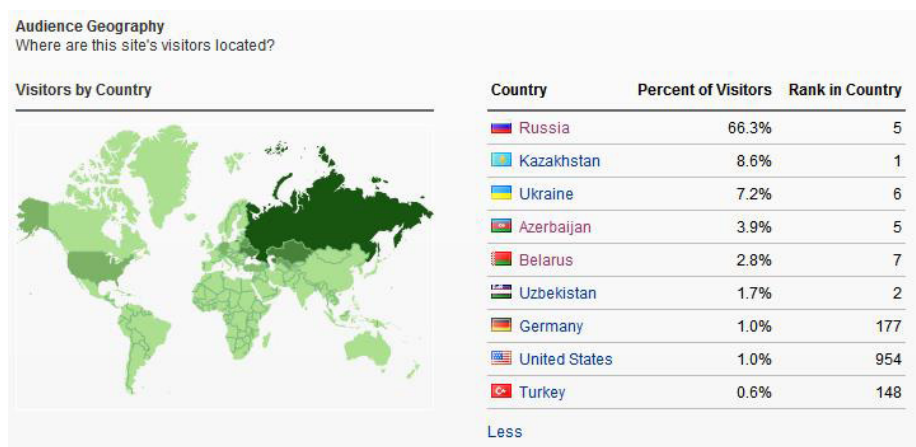 Audience Geography
Where are this site's visitors located?
Visitors by Country
Country Percent of Visitors Rank in Country
Russia 66.3% 5
Kazakhstan 8.6% 1
Ukraine 7.2% 6
Azerbaijan 3.9% 5
Belarus 2.8% 7
Uzbekistan 1.7% 2
Germany 1.0% 177
United States 1.0% 954
Turkey 0.6% 148
Less